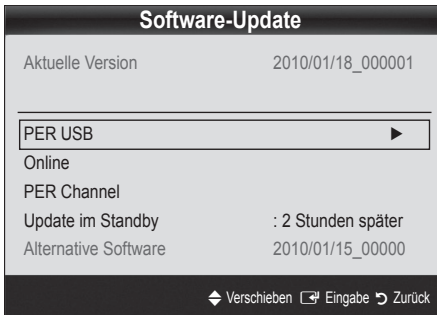 Software-Update
Aktuelle Version 2010/01/18_000001
PER USB ►
Online
PER Channel
Update im Standby : 2 Stunden später
Alternative Software 2010/01/15_00000
Verschieben Eingabe Zurück